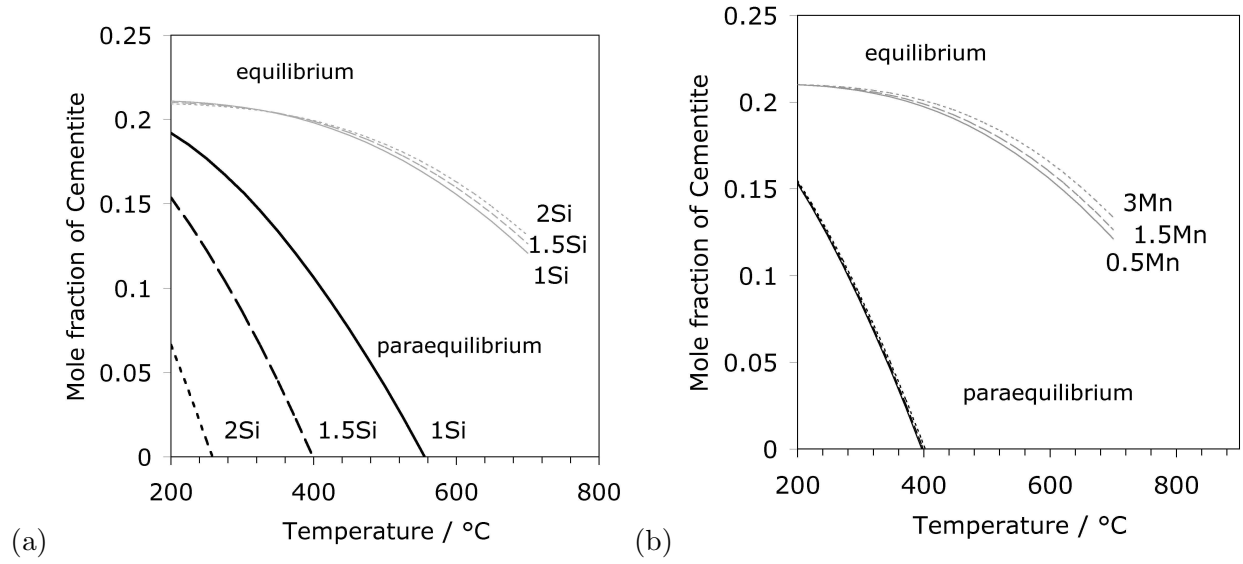 0.25
equilibrium
0.2
0.15
0.1
0.05
0
Mole fraction of Cementite
2Si
1.5Si
1Si
paraequilibrium
2Si
1.5Si
1Si
200
400
600
800
Temperature / °C
(a)
0.25
equilibrium
0.2
0.15
0.1
0.05
0
Mole fraction of Cementite
3Mn
1.5Mn
0.5Mn
paraequilibrium
200
400
600
800
Temperature / °C
(b)